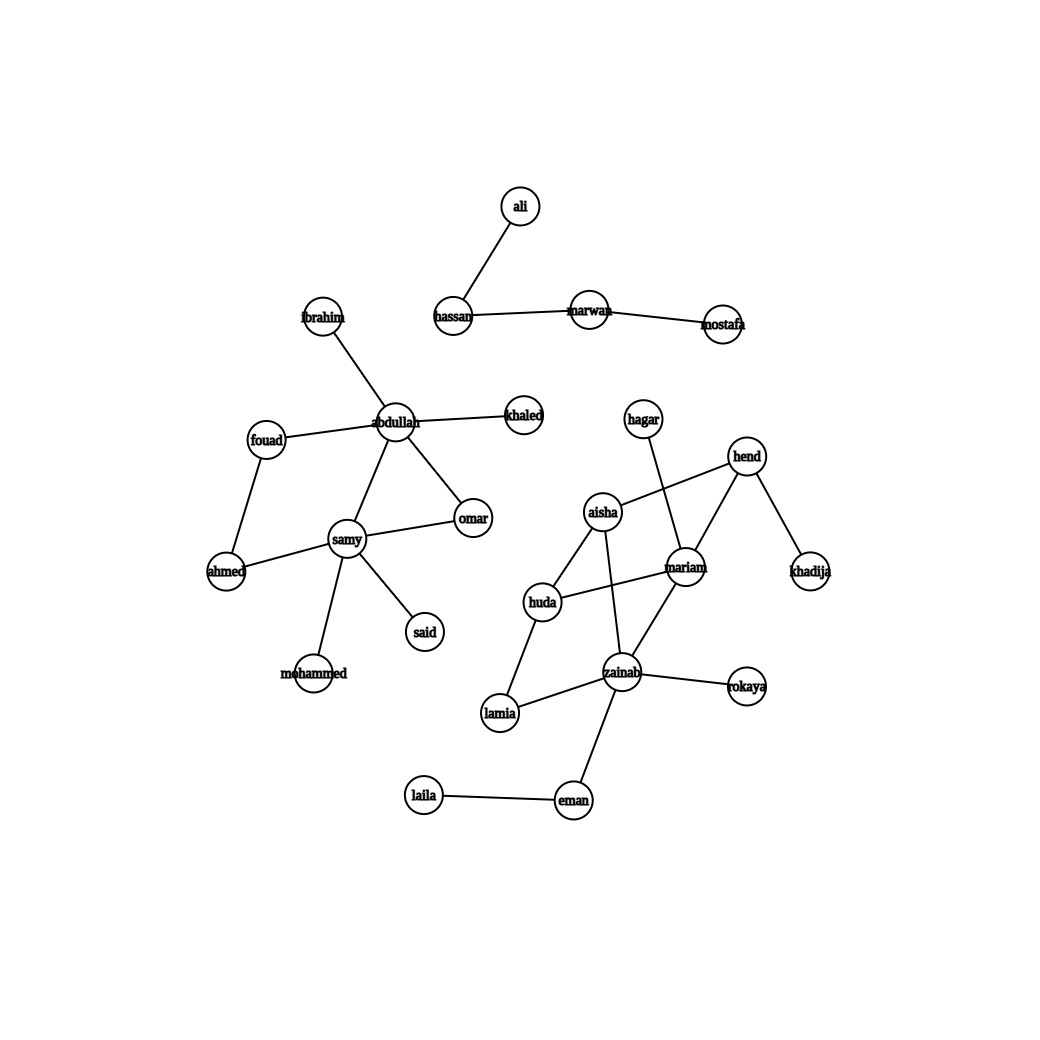 ali
hassan
marwan
mostafa
ibrahim
abdullah
khaled
fouad
hagar
hend
aisha
omar
samy
ahmed
mariam
khadija
huda
said
mohammed
zainab
rokaya
lamia
laila
eman